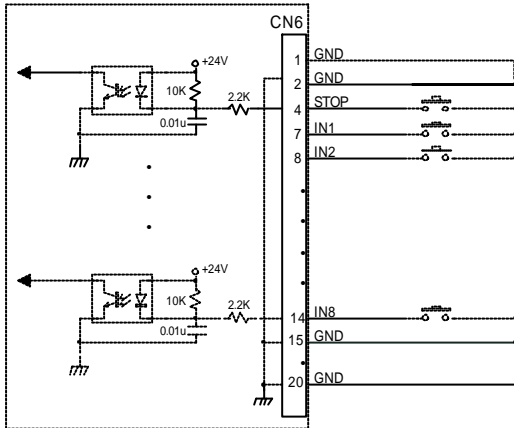 CN6
1 GND
+24V
2 GND
10K
2.2K
4 STOP
0.01u
7 IN1
8 IN2
+24V
10K
2.2K
14 IN8
0.01u
15 GND
20 GND